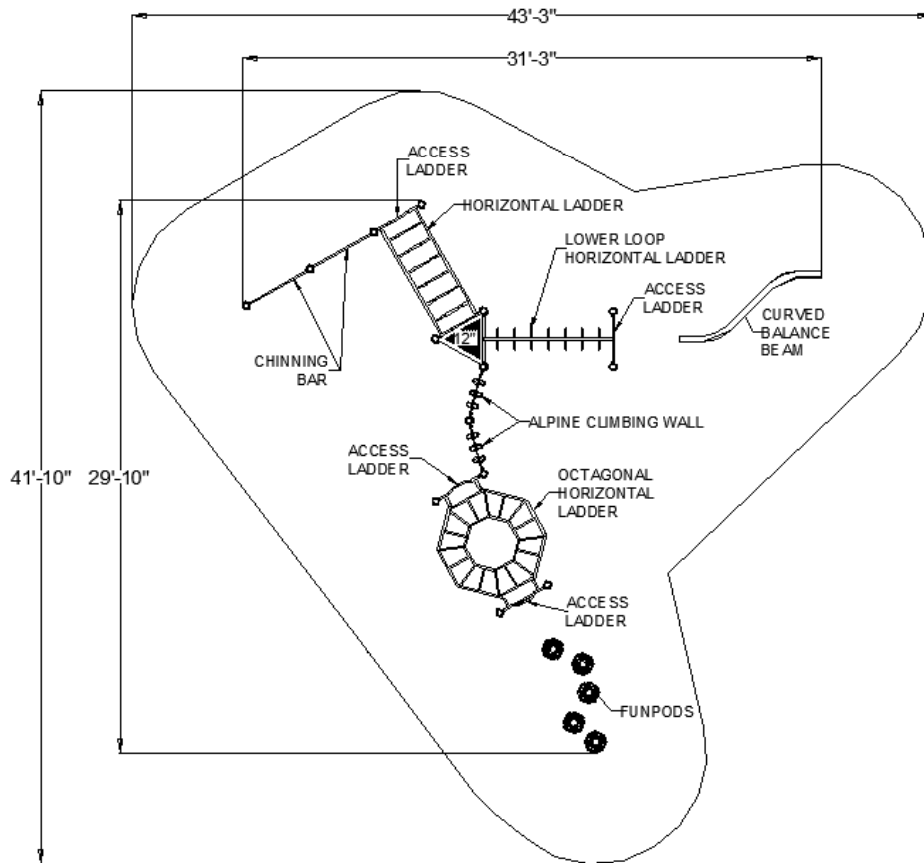 43'-3"
31'-3"
ACCESS
LADDER
HORIZONTAL LADDER
LOWER LOOP
HORIZONTAL LADDER
ACCESS
LADDER
CURVED
BALANCE
BEAM
12"
CHINNING
BAR
ALPINE CLIMBING WALL
ACCESS
LADDER
OCTAGONAL
HORIZONTAL
LADDER
41'-10"
29'-10"
ACCESS
LADDER
FUNPODS